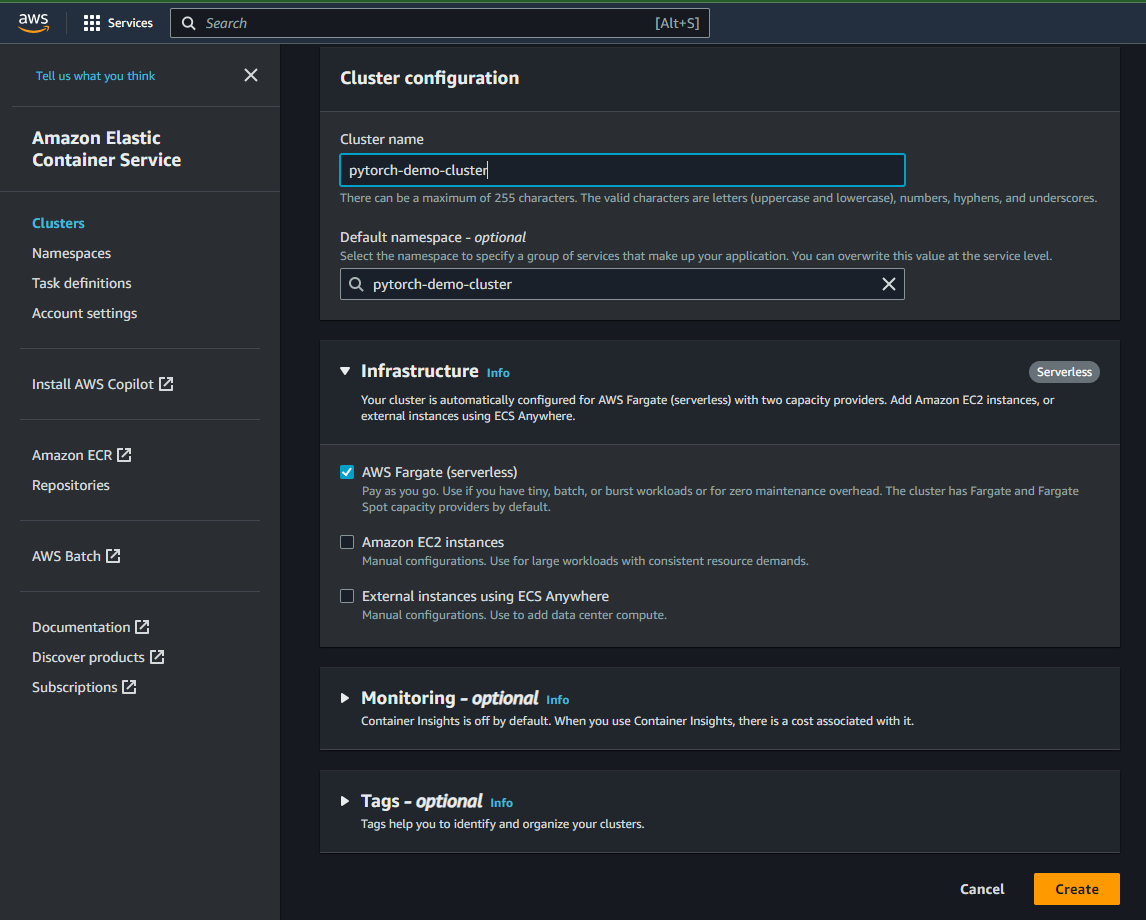 aws
Services
Search
[Alt+S]
Tell us what you think
Amazon Elastic
Container Service
Clusters
Namespaces
Task definitions
Account settings
Install AWS Copilot
Amazon ECR
Repositories
AWS Batch
Documentation
Discover products
Subscriptions
Cluster configuration
Cluster name
pytorch-demo-cluster
There can be a maximum of 255 characters. The valid characters are letters (uppercase and lowercase), numbers, hyphens, and underscores.
Default namespace - optional
Select the namespace to specify a group of services that make up your application. You can overwrite this value at the service level.
pytorch-demo-cluster
Infrastructure Info
Serverless
Your cluster is automatically configured for AWS Fargate (serverless) with two capacity providers. Add Amazon EC2 instances, or
external instances using ECS Anywhere.
AWS Fargate (serverless)
Pay as you go. Use if you have tiny, batch, or burst workloads or for zero maintenance overhead. The cluster has Fargate and Fargate
Spot capacity providers by default.
Amazon EC2 instances
Manual configurations. Use for large workloads with consistent resource demands.
External instances using ECS Anywhere
Manual configurations. Use to add data center compute.
Monitoring - optional Info
Container Insights is off by default. When you use Container Insights, there is a cost associated with it.
Tags - optional Info
Tags help you to identify and organize your clusters.
Cancel
Create